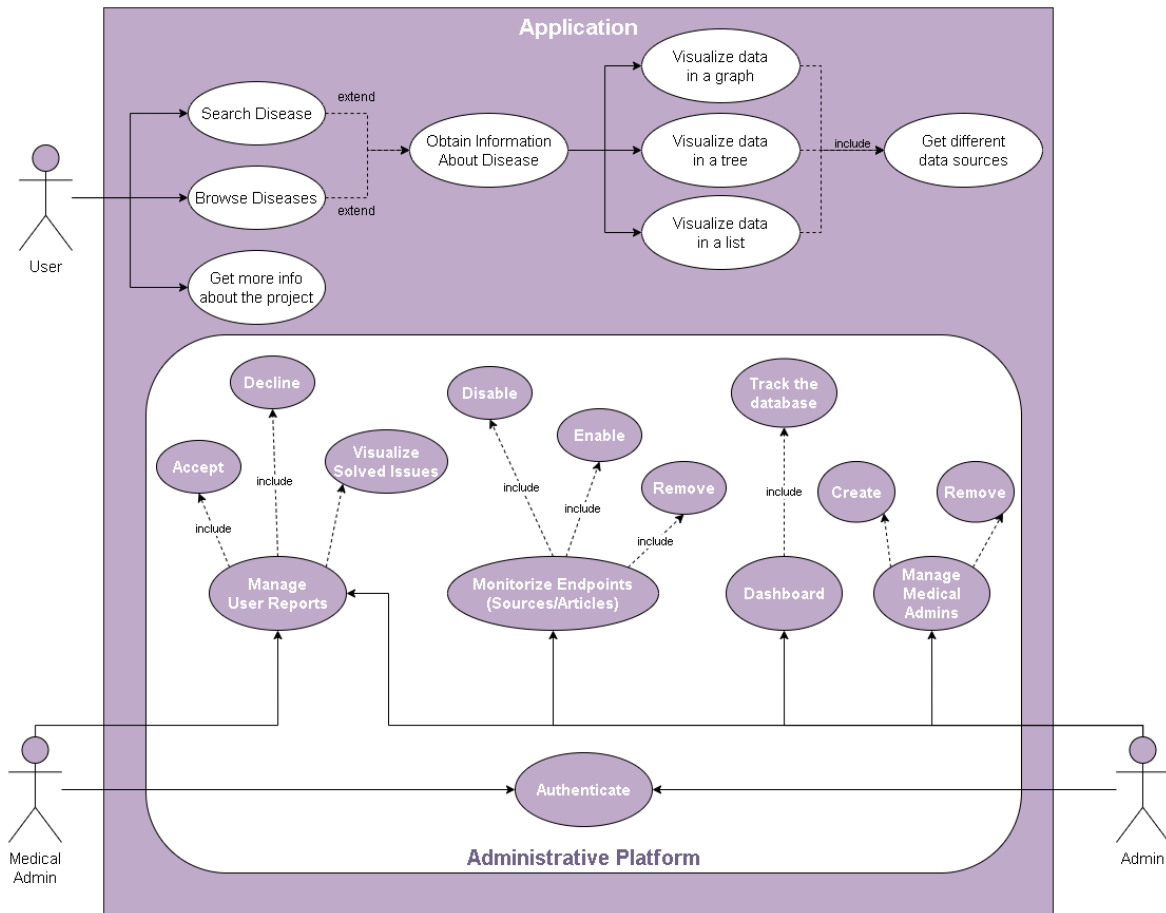 Application
Visualize data
in a graph
extend
Search Disease
Obtain Information
About Disease
Visualize data
in a tree
include
Get different
data sources
Browse Diseases
extend
Visualize data
in a list
User
Get more info
about the project
Decline
Disable
Track the
database
Enable
Accept
Visualize
Solved Issues
Remove
Create
Remove
include
include
include
include
include
include
Manage
User Reports
Monitorize Endpoints
(Sources/Articles)
Dashboard
Manage
Medical
Admins
Authenticate
Medical
Admin
Admin
Administrative Platform